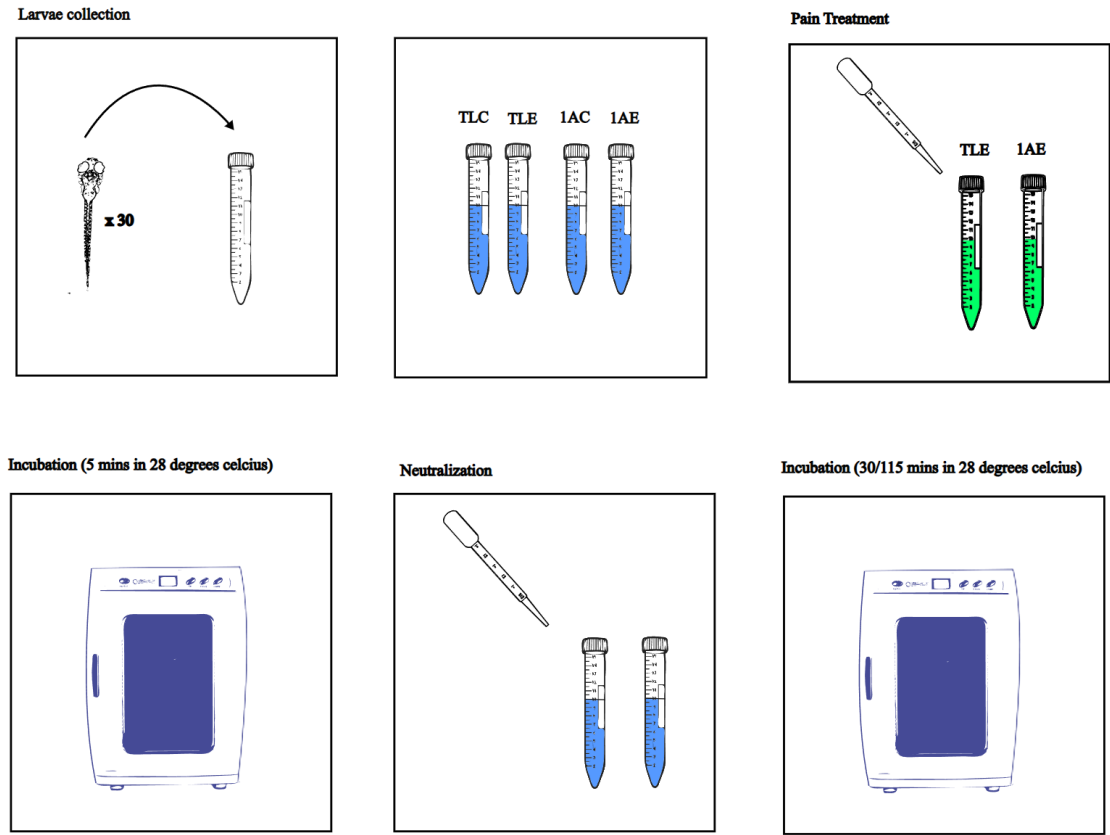 Larvae collection
Pain Treatment
x 30
TLC TLE 1AC 1AE
TLE 1AE
Incubation (5 mins in 28 degrees celcius)
Neutralization
Incubation (30/115 mins in 28 degrees celcius)